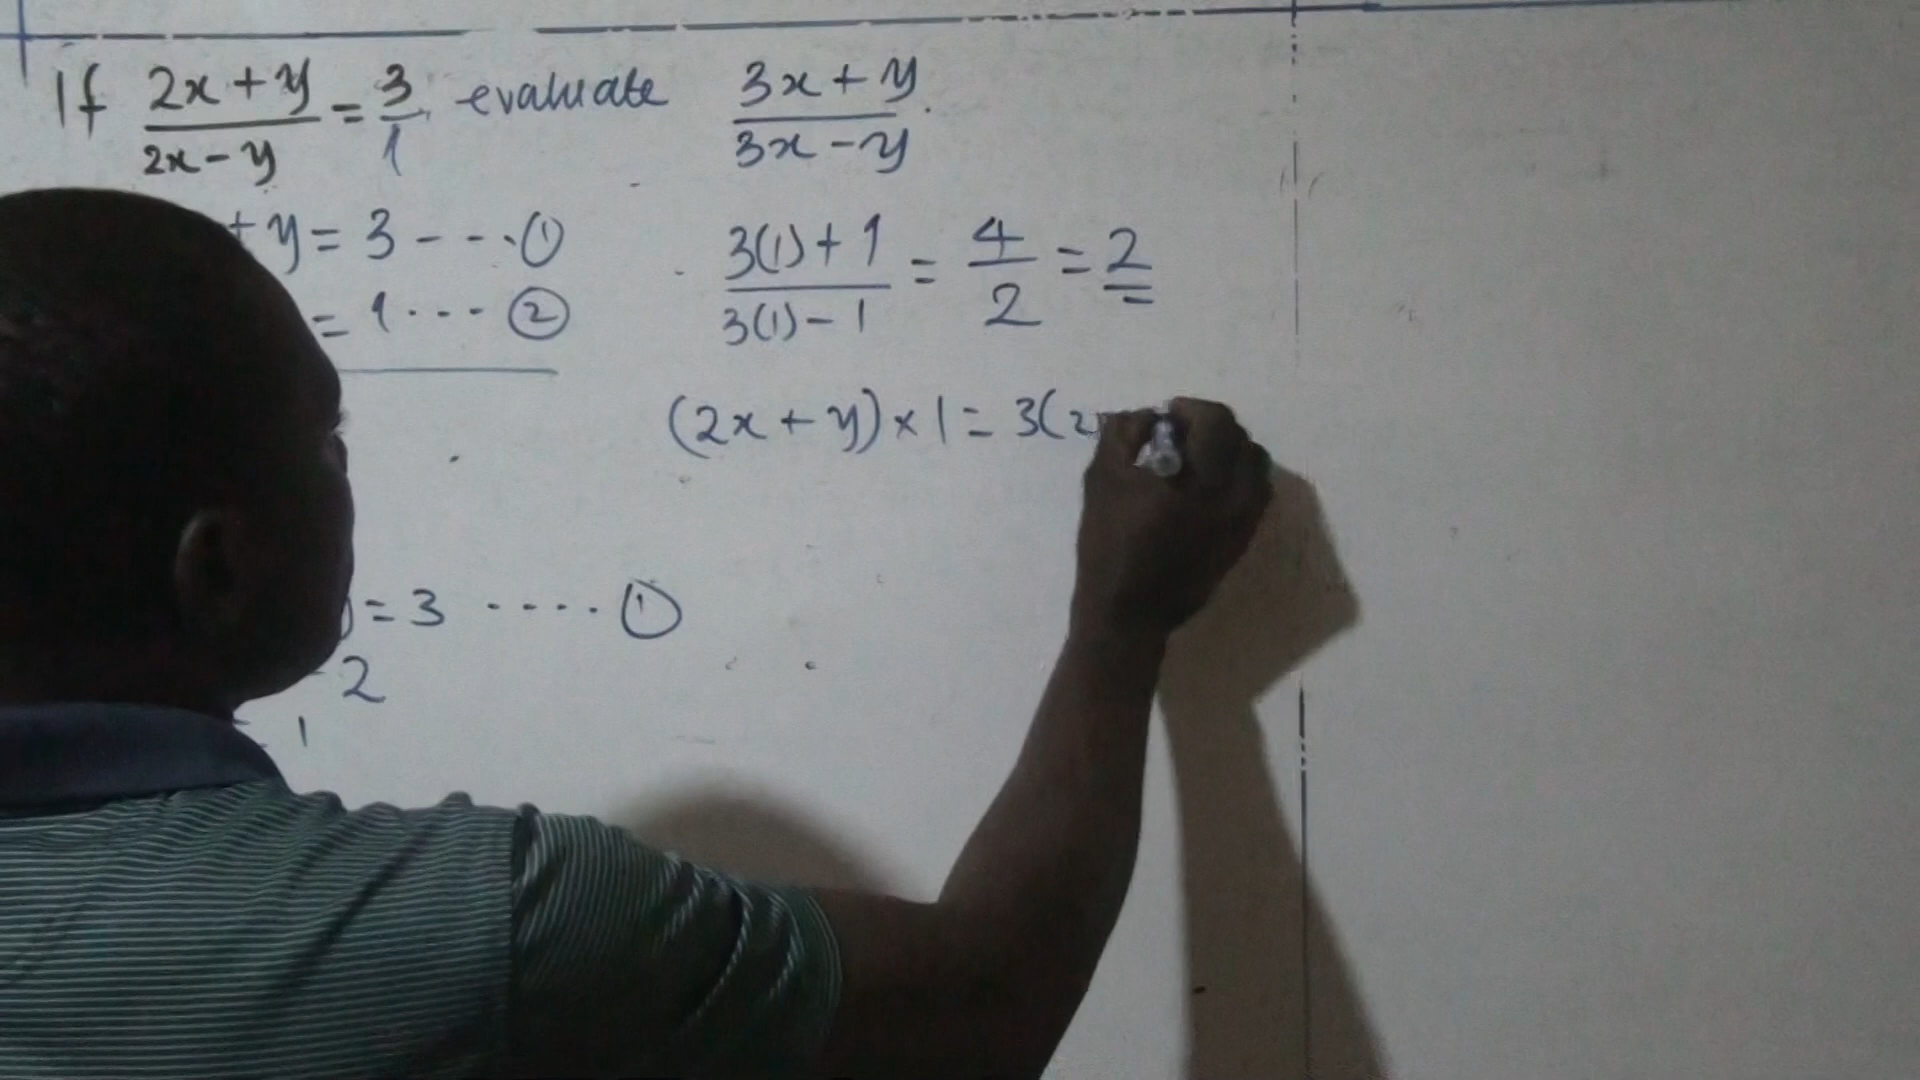 If (2x + y)/(2x - y) = 3/1, evaluate (3x + y)/(3x - y).
+ y = 3 - - - . ①
= 1 . . . - - ②
(3(1) + 1)/(3(1) - 1) = 4/2 = 2
(2x + y) × 1 = 3(2
) = 3 . . . . . ①
2
1